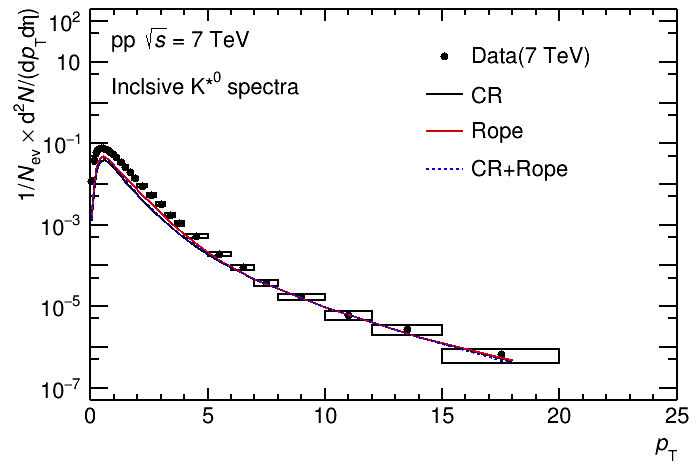 1/N_ev × d²N/(dp_T dη)
pp √s = 7 TeV
Inclsive K*⁰ spectra
Data(7 TeV)
CR
Rope
CR+Rope
10²
10
10⁻¹
10⁻³
10⁻⁵
10⁻⁷
0 5 10 15 20 25
p_T